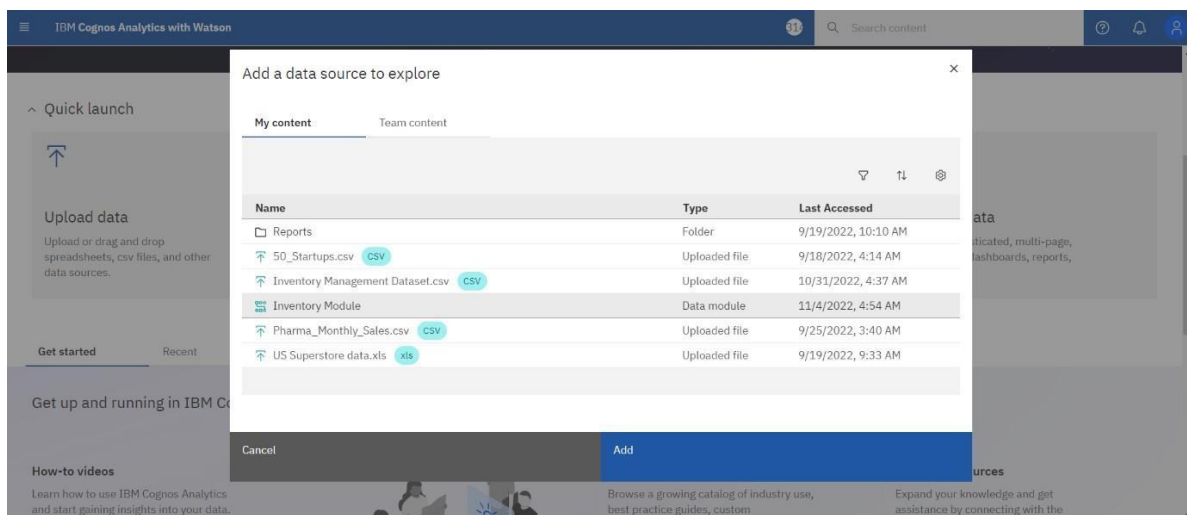 IBM Cognos Analytics with Watson
Search content
Add a data source to explore
Quick launch
My content Team content
Upload data
Upload or drag and drop
spreadsheets, csv files, and other
data sources.
Name Type Last Accessed
Reports Folder 9/19/2022, 10:10 AM
50_Startups.csv CSV Uploaded file 9/18/2022, 4:14 AM
Inventory Management Dataset.csv CSV Uploaded file 10/31/2022, 4:37 AM
Inventory Module Data module 11/4/2022, 4:54 AM
Pharma_Monthly_Sales.csv CSV Uploaded file 9/25/2022, 3:40 AM
US Superstore data.xls xls Uploaded file 9/19/2022, 9:33 AM
ata
sticated, multi-page,
dashboards, reports,
Get started Recent
Get up and running in IBM Co
Cancel Add
How-to videos
Learn how to use IBM Cognos Analytics
and start gaining insights into your data.
Browse a growing catalog of industry use,
best practice guides, custom
urces
Expand your knowledge and get
assistance by connecting with the